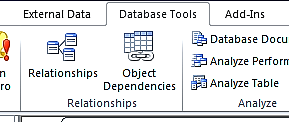 External Data Database Tools Add-Ins
Relationships Object Dependencies
Database Docu
Analyze Perform
Analyze Table
Relationships Analyze